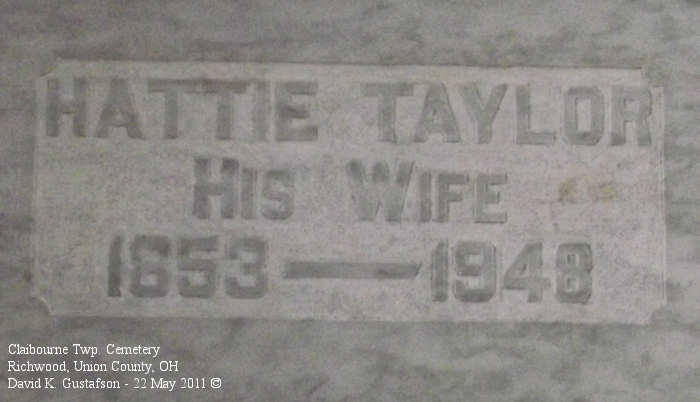 HATTIE TAYLOR
HIS WIFE
1853 — 1948
Claibourne Twp. Cemetery
Richwood, Union County, OH
David K. Gustafson - 22 May 2011 ©